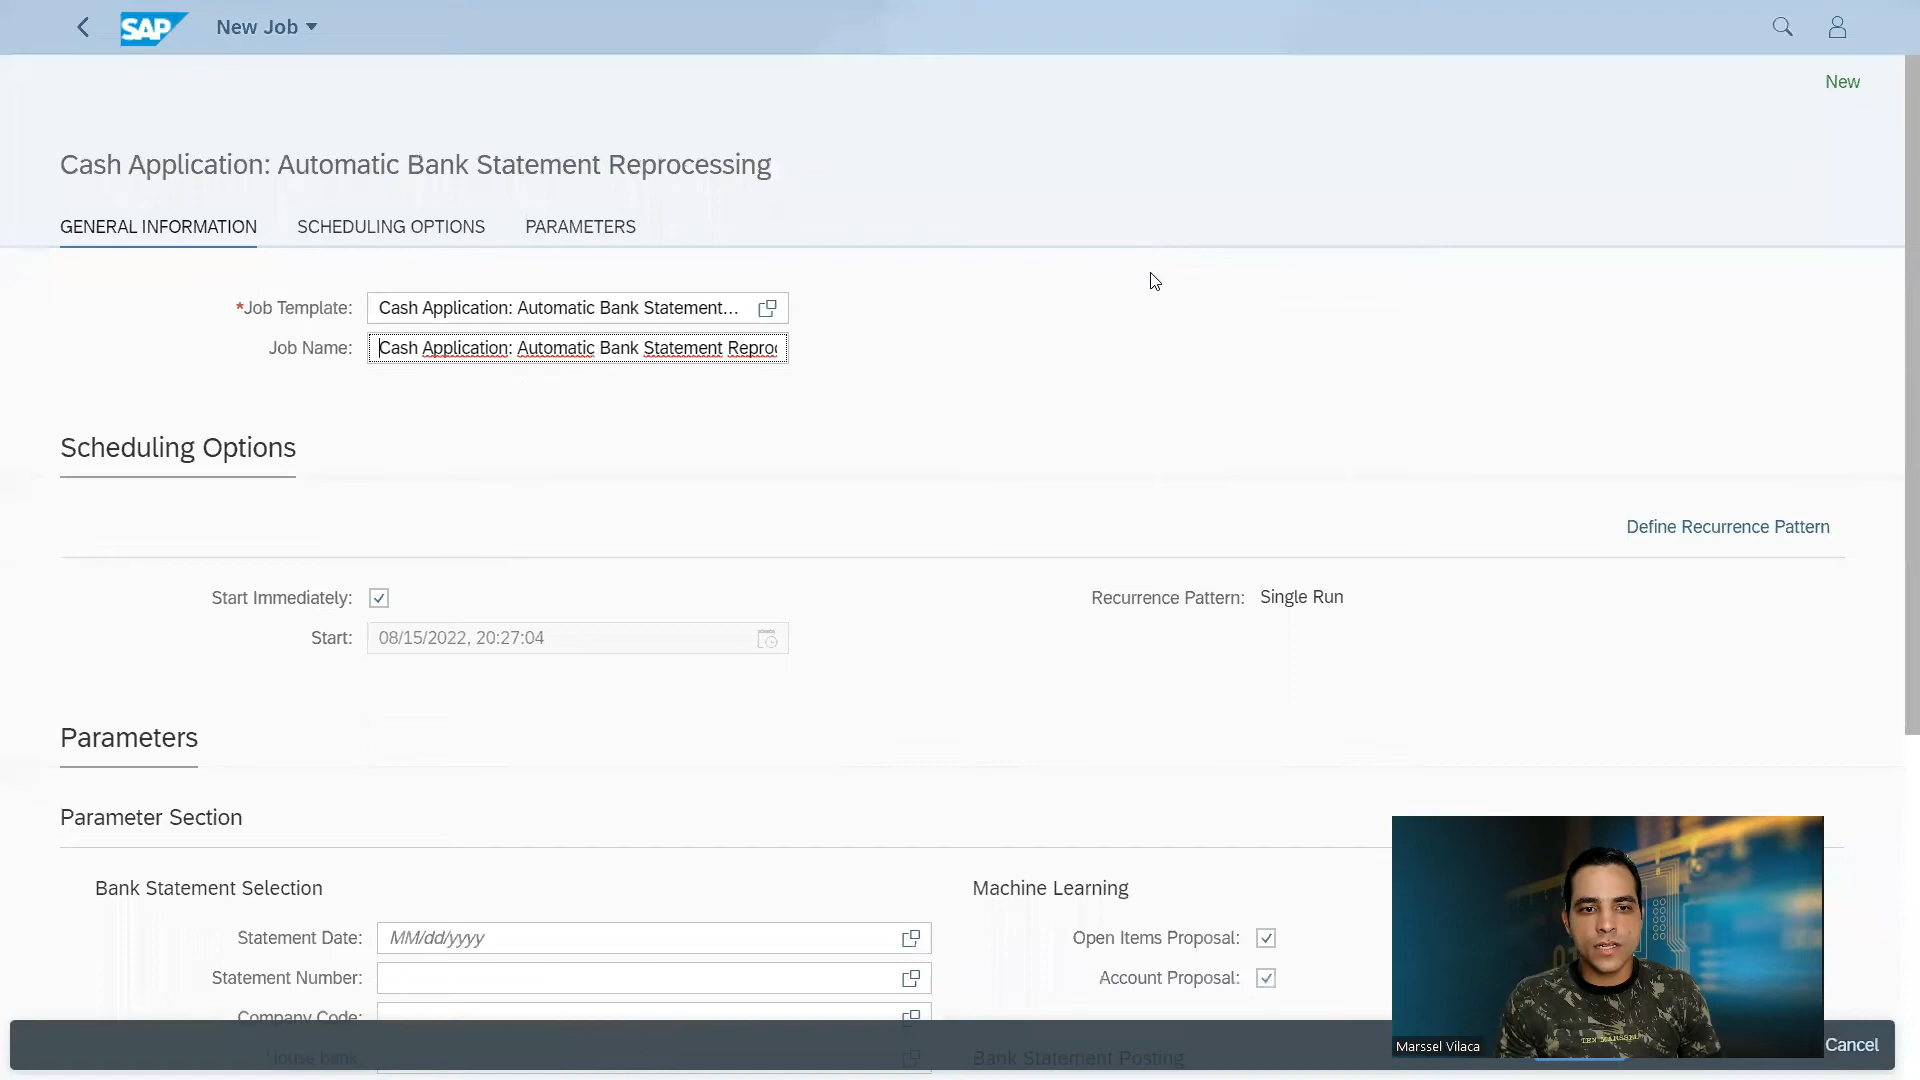 SAP New Job
New
Cash Application: Automatic Bank Statement Reprocessing
GENERAL INFORMATION SCHEDULING OPTIONS PARAMETERS
*Job Template: Cash Application: Automatic Bank Statement...
Job Name: Cash Application: Automatic Bank Statement Reproc
Scheduling Options
Define Recurrence Pattern
Start Immediately: Recurrence Pattern: Single Run
Start: 08/15/2022, 20:27:04
Parameters
Parameter Section
Bank Statement Selection Machine Learning
Statement Date: MM/dd/yyyy Open Items Proposal:
Statement Number: Account Proposal:
Company Code:
House bank Bank Statement Posting
Marssel Vilaca Cancel